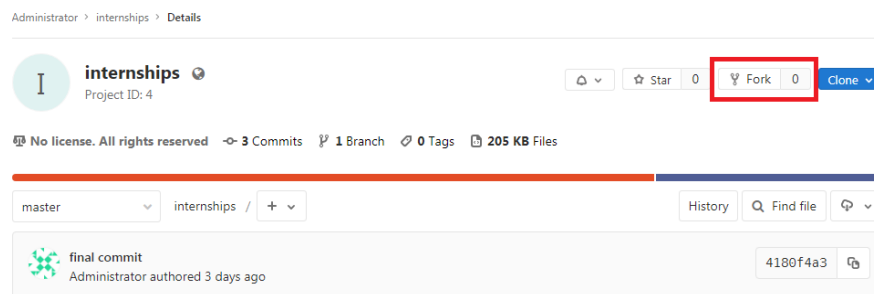 Administrator > internships > Details
I
internships
Project ID: 4
Star 0 Fork 0 Clone
No license. All rights reserved 3 Commits 1 Branch 0 Tags 205 KB Files
master internships / + History Find file
final commit
Administrator authored 3 days ago
4180f4a3